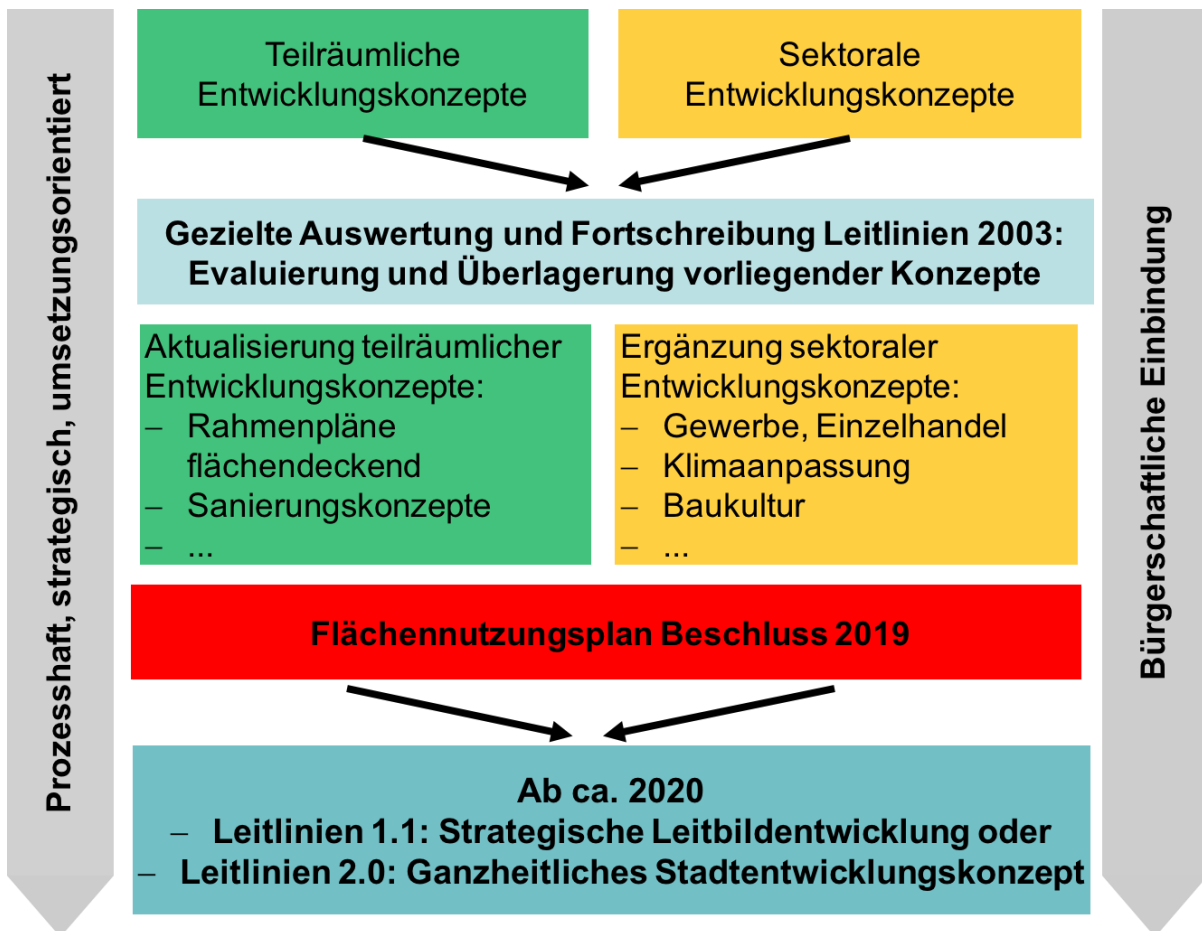 Prozesshaft, strategisch, umsetzungsorientiert
Teilräumliche
Entwicklungskonzepte
Sektorale
Entwicklungskonzepte
Gezielte Auswertung und Fortschreibung Leitlinien 2003:
Evaluierung und Überlagerung vorliegender Konzepte
Aktualisierung teilräumlicher
Entwicklungskonzepte:
– Rahmenpläne
flächendeckend
– Sanierungskonzepte
– ...
Ergänzung sektoraler
Entwicklungskonzepte:
– Gewerbe, Einzelhandel
– Klimaanpassung
– Baukultur
– ...
Flächennutzungsplan Beschluss 2019
Ab ca. 2020
– Leitlinien 1.1: Strategische Leitbildentwicklung oder
– Leitlinien 2.0: Ganzheitliches Stadtentwicklungskonzept
Bürgerschaftliche Einbindung